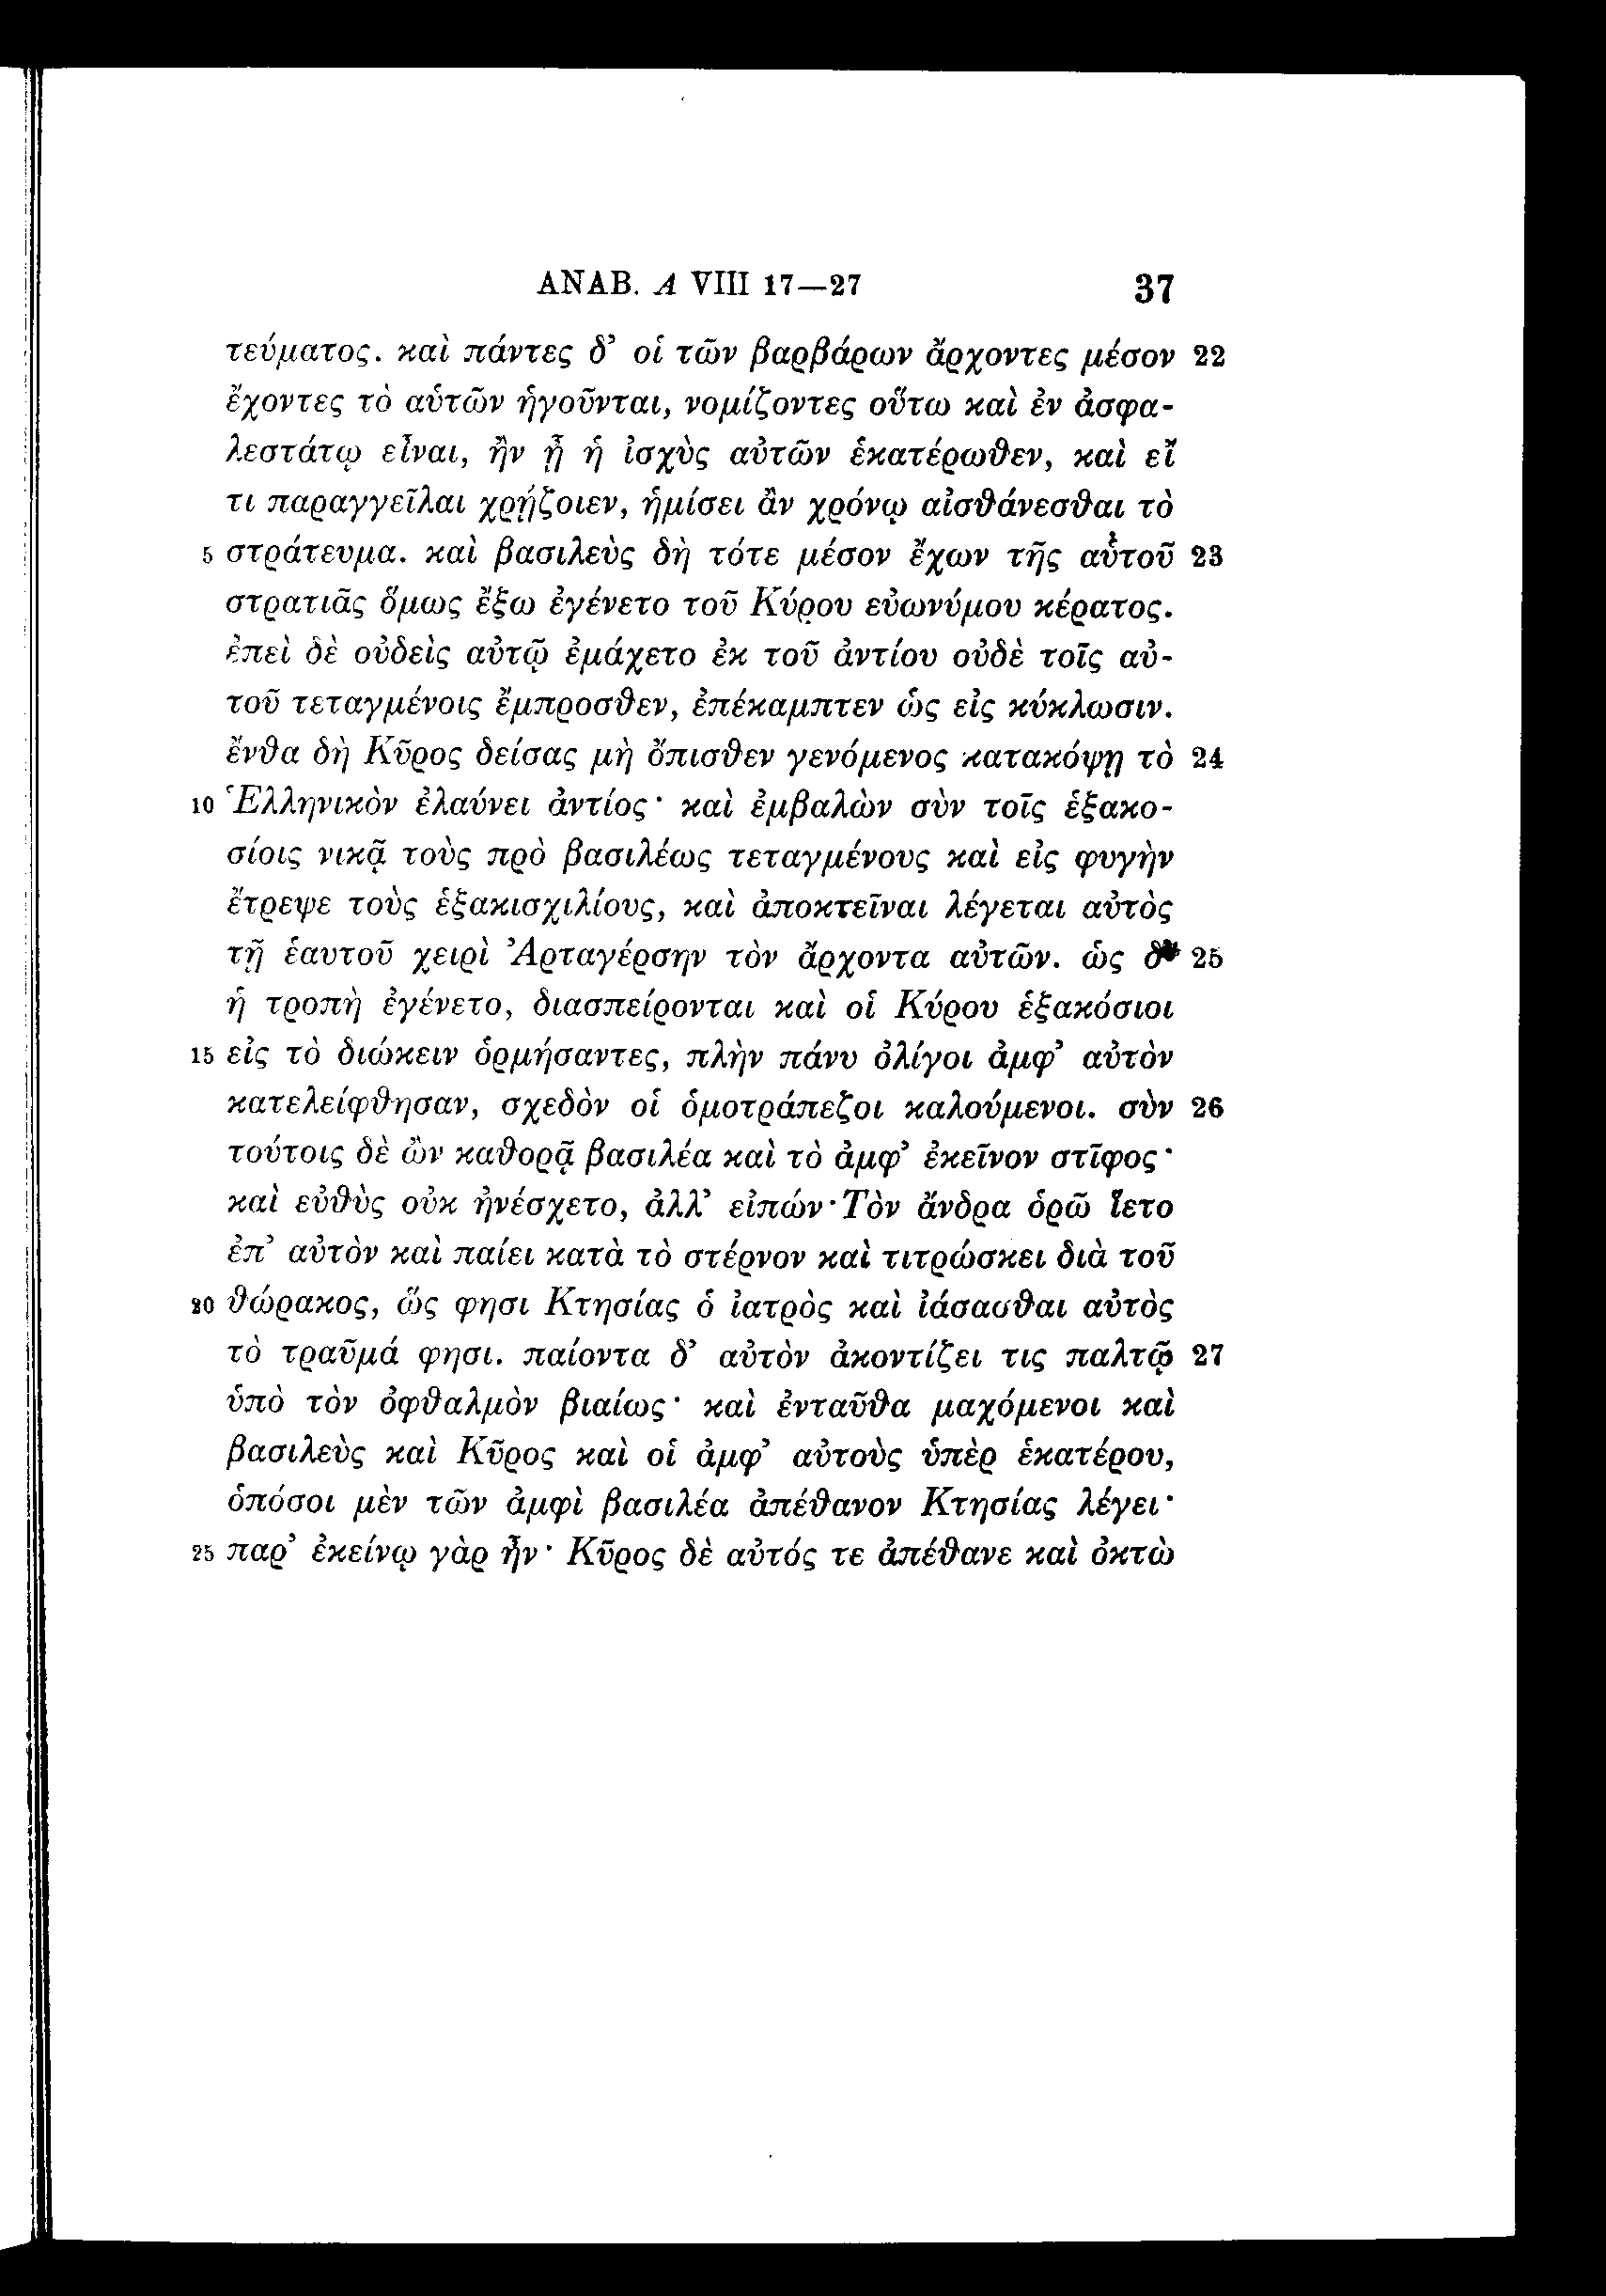 ANAB. Α VIII 17—27 37
τεύματος. καὶ πάντες δ’ οἱ τῶν βαρβάρων ἄρχοντες μέσον 22
ἔχοντες τὸ αὑτῶν ἡγοῦνται, νομίζοντες οὕτω καὶ ἐν ἀσφα-
λεστάτῳ εἶναι, ἢν ᾖ ἡ ἰσχὺς αὐτῶν ἑκατέρωθεν, καὶ εἴ
τι παραγγεῖλαι χρῄζοιεν, ἡμίσει ἂν χρόνῳ αἰσθάνεσθαι τὸ
5 στράτευμα. καὶ βασιλεὺς δὴ τότε μέσον ἔχων τῆς αὑτοῦ 23
στρατιᾶς ὅμως ἔξω ἐγένετο τοῦ Κύρου εὐωνύμου κέρατος.
ἐπεὶ δὲ οὐδεὶς αὐτῷ ἐμάχετο ἐκ τοῦ ἀντίου οὐδὲ τοῖς αὐ-
τοῦ τεταγμένοις ἔμπροσθεν, ἐπέκαμπτεν ὡς εἰς κύκλωσιν.
ἔνθα δὴ Κῦρος δείσας μὴ ὄπισθεν γενόμενος κατακόψῃ τὸ 24
10 Ἑλληνικὸν ἐλαύνει ἀντίος· καὶ ἐμβαλὼν σὺν τοῖς ἑξακο-
σίοις νικᾷ τοὺς πρὸ βασιλέως τεταγμένους καὶ εἰς φυγὴν
ἔτρεψε τοὺς ἑξακισχιλίους, καὶ ἀποκτεῖναι λέγεται αὐτὸς
τῇ ἑαυτοῦ χειρὶ Ἀρταγέρσην τὸν ἄρχοντα αὐτῶν. ὡς 25
ἡ τροπὴ ἐγένετο, διασπείρονται καὶ οἱ Κύρου ἑξακόσιοι
15 εἰς τὸ διώκειν ὁρμήσαντες, πλὴν πάνυ ὀλίγοι ἀμφ’ αὐτὸν
κατελείφθησαν, σχεδὸν οἱ ὁμοτράπεζοι καλούμενοι. σὺν 26
τούτοις δὲ ὢν καθορᾷ βασιλέα καὶ τὸ ἀμφ’ ἐκεῖνον στῖφος·
καὶ εὐθὺς οὐκ ἠνέσχετο, ἀλλ’ εἰπών· Τὸν ἄνδρα ὁρῶ ἵετο
ἐπ’ αὐτὸν καὶ παίει κατὰ τὸ στέρνον καὶ τιτρώσκει διὰ τοῦ
20 θώρακος, ὥς φησι Κτησίας ὁ ἰατρὸς καὶ ἰάσασθαι αὐτὸς
τὸ τραῦμά φησι. παίοντα δ’ αὐτὸν ἀκοντίζει τις παλτῷ 27
ὑπὸ τὸν ὀφθαλμὸν βιαίως· καὶ ἐνταῦθα μαχόμενοι καὶ
βασιλεὺς καὶ Κῦρος καὶ οἱ ἀμφ’ αὐτοὺς ὑπὲρ ἑκατέρου,
ὁπόσοι μὲν τῶν ἀμφὶ βασιλέα ἀπέθανον Κτησίας λέγει·
25 παρ’ ἐκείνῳ γὰρ ἦν· Κῦρος δὲ αὐτός τε ἀπέθανε καὶ ὀκτὼ